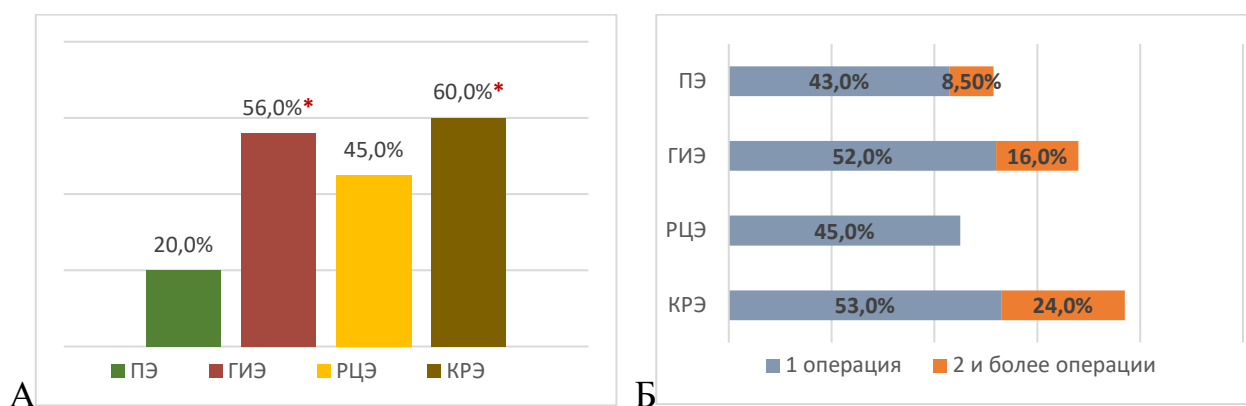 60,0%*
56,0%*
45,0%
20,0%
ПЭ ГИЭ РЦЭ КРЭ
А
ПЭ 43,0% 8,50%
ГИЭ 52,0% 16,0%
РЦЭ 45,0%
КРЭ 53,0% 24,0%
1 операция 2 и более операции
Б